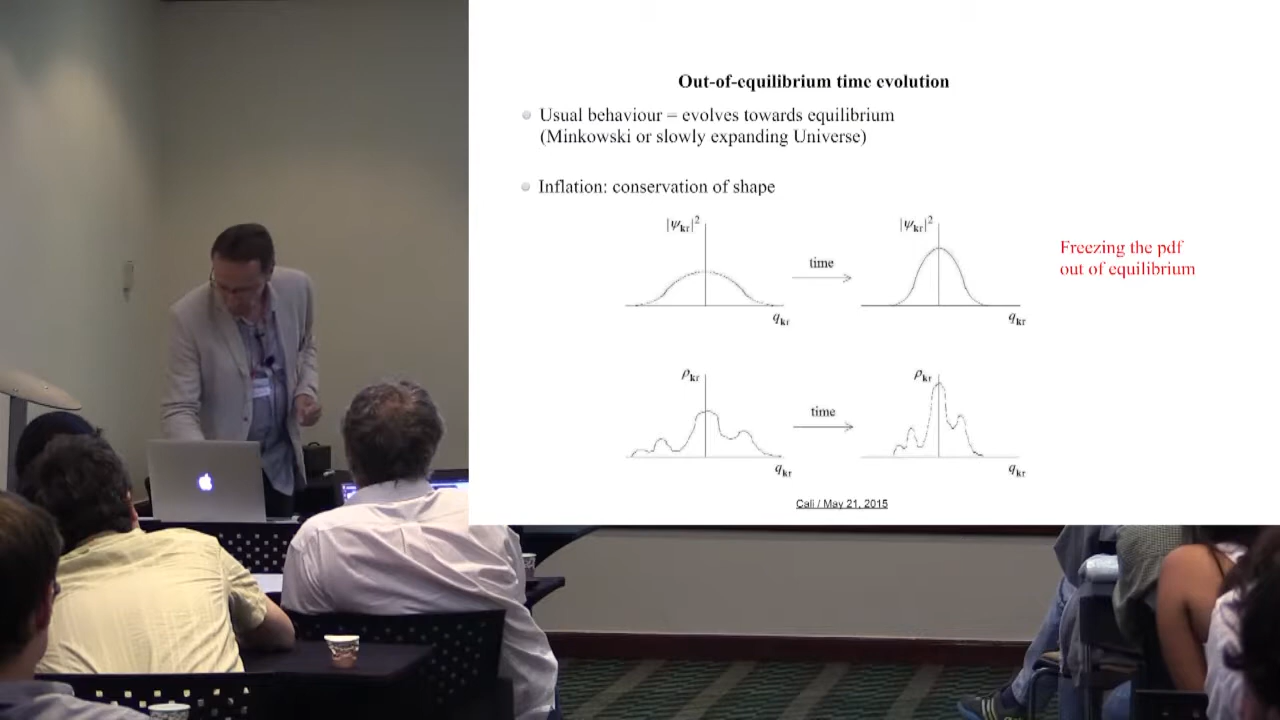 Out-of-equilibrium time evolution
Usual behaviour = evolves towards equilibrium
(Minkowski or slowly expanding Universe)
Inflation: conservation of shape
|ψkr|²
|ψkr|²
time
Freezing the pdf
out of equilibrium
qkr
qkr
ρkr
ρkr
time
qkr
qkr
Cali / May 21, 2015